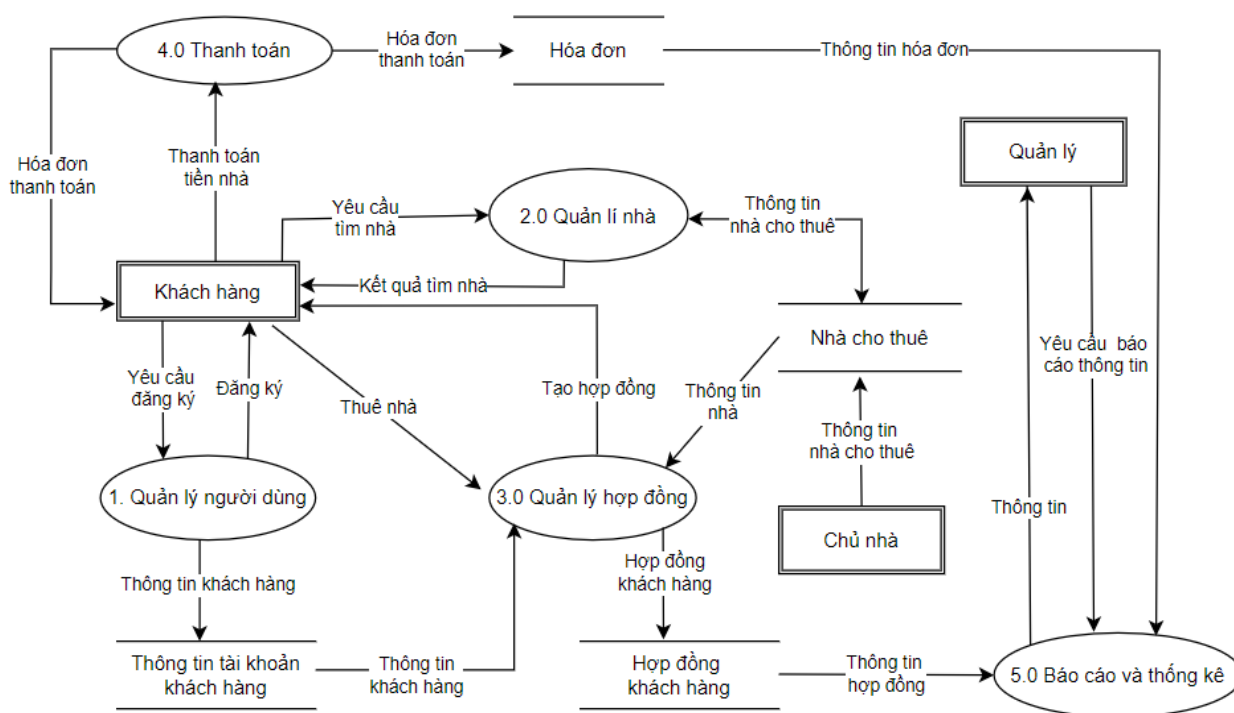 4.0 Thanh toán
Hóa đơn
thanh toán
Hóa đơn
Thông tin hóa đơn
Hóa đơn
thanh toán
Thanh toán
tiền nhà
Quản lý
Yêu cầu
tìm nhà
2.0 Quản lí nhà
Thông tin
nhà cho thuê
Khách hàng
Kết quả tìm nhà
Nhà cho thuê
Yêu cầu báo
cáo thông tin
Yêu cầu
đăng ký
Đăng ký
Thuê nhà
Tạo hợp đồng
Thông tin
nhà
Thông tin
nhà cho thuê
1. Quản lý người dùng
3.0 Quản lý hợp đồng
Thông tin
Chủ nhà
Thông tin khách hàng
Hợp đồng
khách hàng
Thông tin tài khoản
khách hàng
Thông tin
khách hàng
Hợp đồng
khách hàng
Thông tin
hợp đồng
5.0 Báo cáo và thống kê